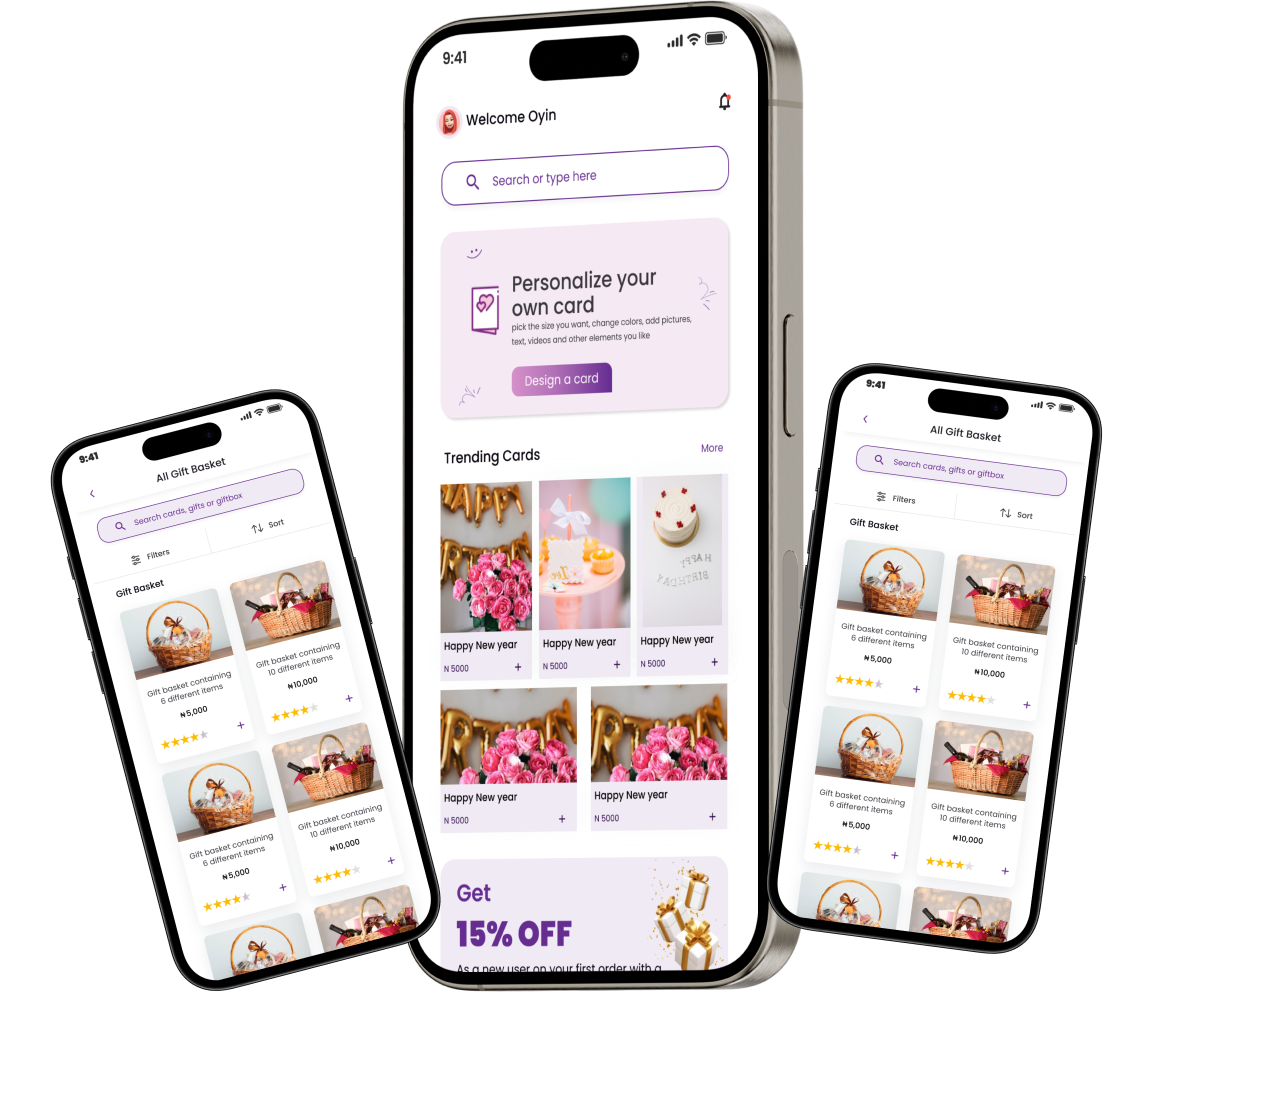 9:41
All Gift Basket
Search cards, gifts or giftbox
Filters
Sort
Gift Basket
Gift basket containing
6 different items
₦5,000
+
Gift basket containing
10 different items
₦10,000
+
Gift basket containing
6 different items
₦5,000
+
Gift basket containing
10 different items
₦10,000
+
9:41
Welcome Oyin
Search or type here
Personalize your
own card
pick the size you want, change colors, add pictures,
text, videos and other elements you like
Design a card
Trending Cards
More
HAPPY
BIRTHDAY
Happy New year
N 5000
+
Happy New year
N 5000
+
Happy New year
N 5000
+
Happy New year
N 5000
+
Happy New year
N 5000
+
Get
15% OFF
As a new user on your first order with a
9:41
All Gift Basket
Search cards, gifts or giftbox
Filters
Sort
Gift Basket
Gift basket containing
6 different items
₦5,000
+
Gift basket containing
10 different items
₦10,000
+
Gift basket containing
6 different items
₦5,000
+
Gift basket containing
10 different items
₦10,000
+